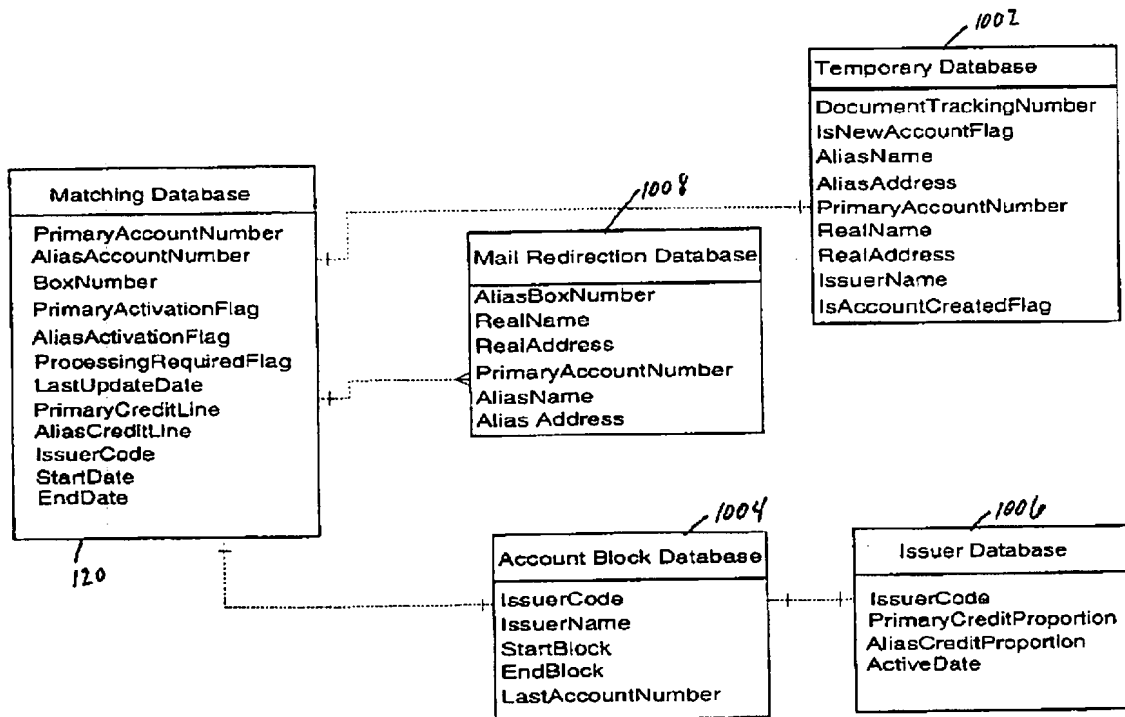 1002
Temporary Database
DocumentTrackingNumber
IsNewAccountFlag
AliasName
AliasAddress
PrimaryAccountNumber
RealName
RealAddress
IssuerName
IsAccountCreatedFlag
Matching Database
PrimaryAccountNumber
AliasAccountNumber
BoxNumber
PrimaryActivationFlag
AliasActivationFlag
ProcessingRequiredFlag
LastUpdateDate
PrimaryCreditLine
AliasCreditLine
IssuerCode
StartDate
EndDate
120
1008
Mail Redirection Database
AliasBoxNumber
RealName
RealAddress
PrimaryAccountNumber
AliasName
Alias Address
1004
Account Block Database
IssuerCode
IssuerName
StartBlock
EndBlock
LastAccountNumber
1006
Issuer Database
IssuerCode
PrimaryCreditProportion
AliasCreditProportion
ActiveDate